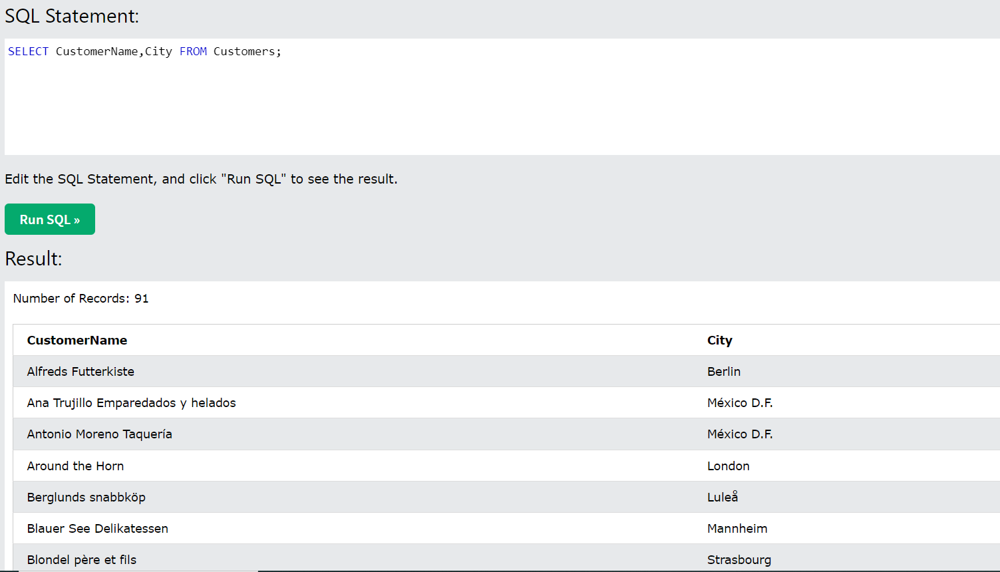 SQL Statement:
SELECT CustomerName,City FROM Customers;
Edit the SQL Statement, and click "Run SQL" to see the result.
Run SQL »
Result:
Number of Records: 91
CustomerName City
Alfreds Futterkiste Berlin
Ana Trujillo Emparedados y helados México D.F.
Antonio Moreno Taquería México D.F.
Around the Horn London
Berglunds snabbköp Luleå
Blauer See Delikatessen Mannheim
Blondel père et fils Strasbourg